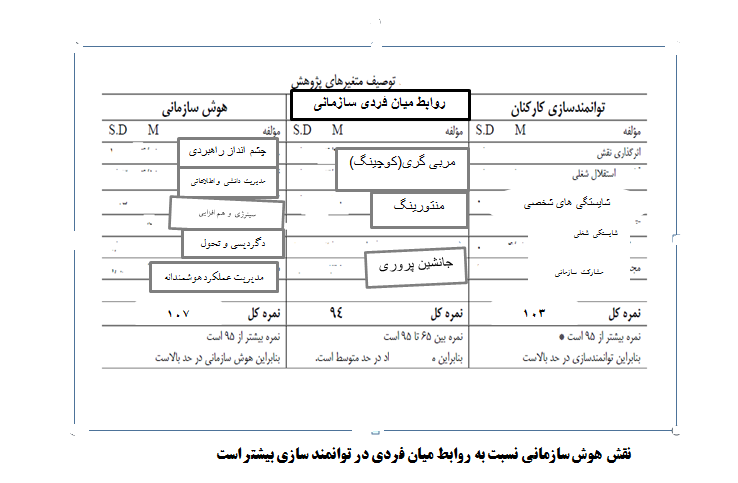 توصیف متغیرهای پژوهش
توانمندسازی کارکنان روابط میان فردی سازمانی هوش سازمانی
مؤلفه M S.D مؤلفه M S.D مؤلفه M S.D
اثرگذاری نقش
استقلال شغلی
شایستگی های شخصی
شایستگی شغلی
مشارکت سازمانی
مربی گری(کوچینگ)
منتورینگ
جانشین پروری
چشم انداز راهبردی
مدیریت دانشی و اطلاعاتی
سینرژی و هم افزایی
دگردیسی و تحول
مدیریت عملکرد هوشمندانه
نمره کل ۱۰۳ نمره کل ۹۴ نمره کل ۱۰۷
نمره بیشتر از ۹۵ است نمره بین ۶۵ تا ۹۵ است نمره بیشتر از ۹۵ است
بنابراین توانمندسازی در حد بالاست بنابراین در حد متوسط است. بنابراین هوش سازمانی در حد بالاست
نقش هوش سازمانی نسبت به روابط میان فردی در توانمند سازی بیشتر است